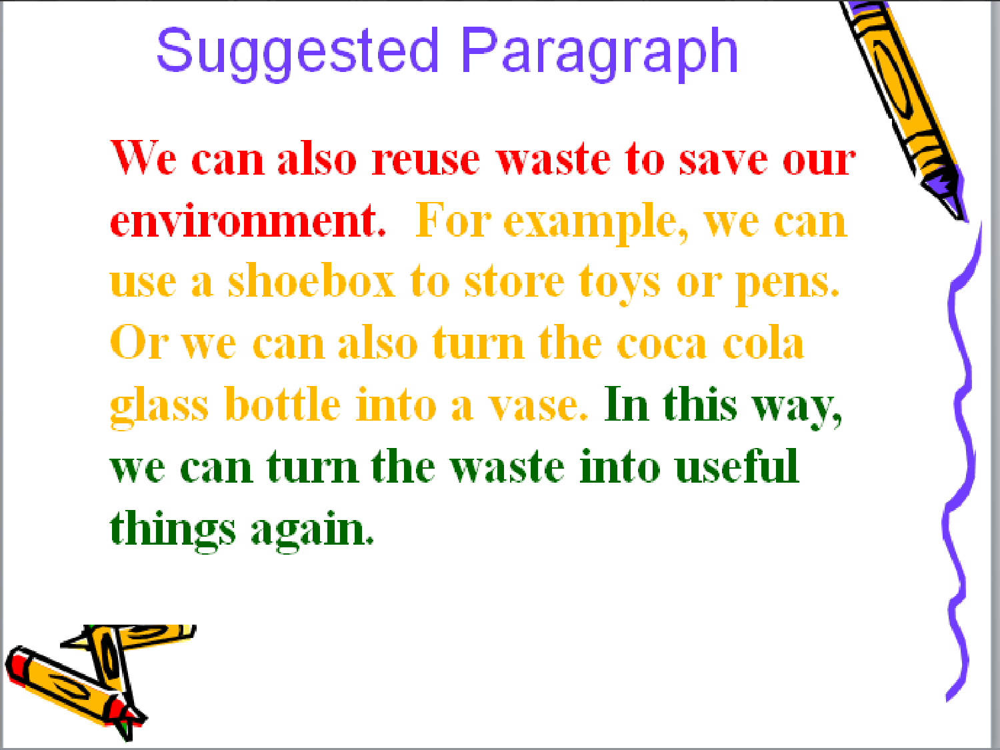 Suggested Paragraph
We can also reuse waste to save our
environment. For example, we can
use a shoebox to store toys or pens.
Or we can also turn the coca cola
glass bottle into a vase. In this way,
we can turn the waste into useful
things again.